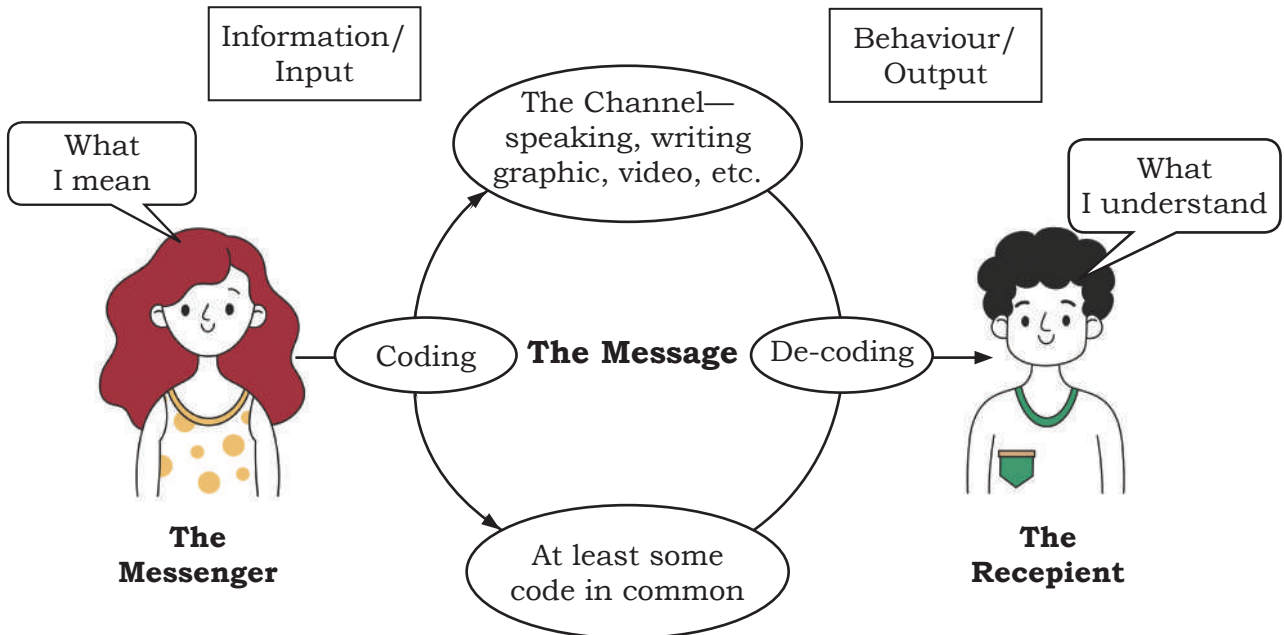 Information/
Input
Behaviour/
Output
The Channel—
speaking, writing
graphic, video, etc.
What
I mean
What
I understand
Coding
The Message
De-coding
The
Messenger
At least some
code in common
The
Recepient